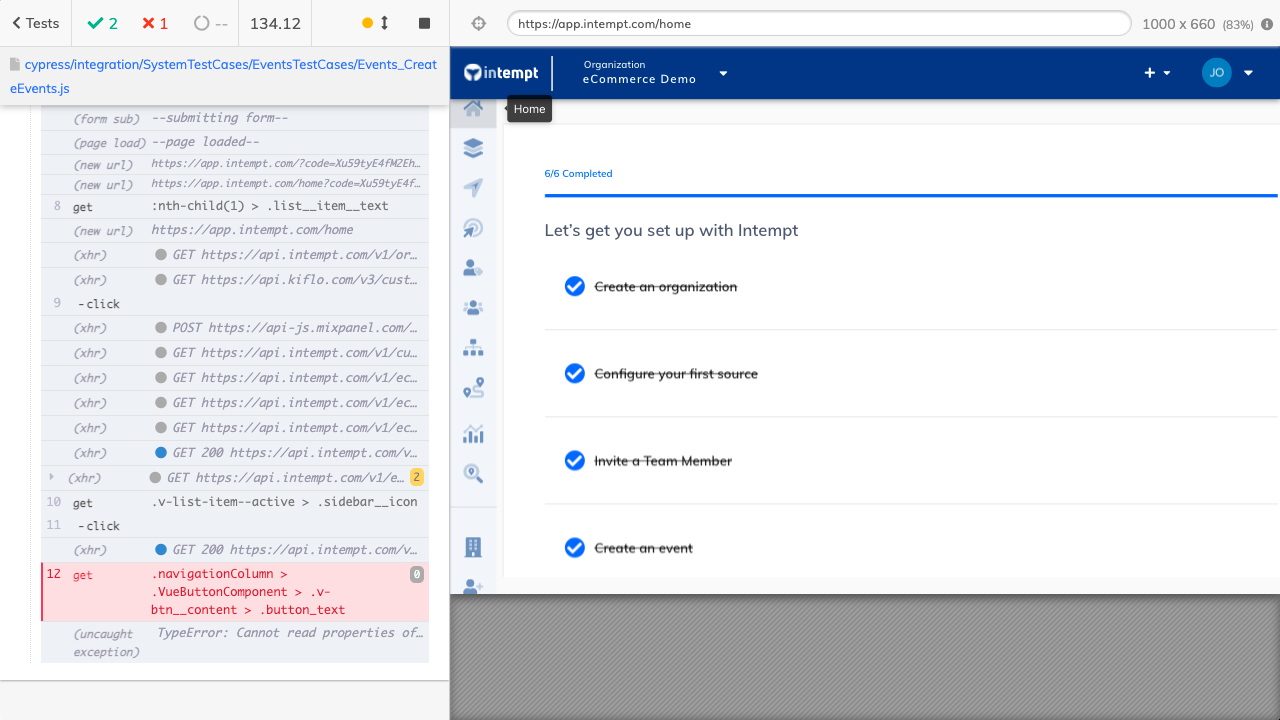 Tests
2
1
--
134.12
cypress/integration/SystemTestCases/EventsTestCases/Events_Creat
eEvents.js
(form sub) --submitting form--
(page load) --page loaded--
(new url) https://app.intempt.com/?code=Xu59tyE4fM2Eh…
(new url) https://app.intempt.com/home?code=Xu59tyE4f…
8 get :nth-child(1) > .list__item__text
(new url) https://app.intempt.com/home
(xhr) GET https://api.intempt.com/v1/or…
(xhr) GET https://api.kiflo.com/v3/cust…
9 -click
(xhr) POST https://api-js.mixpanel.com/…
(xhr) GET https://api.intempt.com/v1/cu…
(xhr) GET https://api.intempt.com/v1/ec…
(xhr) GET https://api.intempt.com/v1/ec…
(xhr) GET https://api.intempt.com/v1/ec…
(xhr) GET 200 https://api.intempt.com/v…
(xhr) GET https://api.intempt.com/v1/e… 2
10 get .v-list-item--active > .sidebar__icon
11 -click
(xhr) GET 200 https://api.intempt.com/v…
12 get .navigationColumn > 0
.VueButtonComponent > .v-
btn__content > .button_text
(uncaught TypeError: Cannot read properties of…
exception)
https://app.intempt.com/home
1000 x 660 (83%)
intempt
Organization
eCommerce Demo
+
JO
Home
6/6 Completed
Let's get you set up with Intempt
Create an organization
Configure your first source
Invite a Team Member
Create an event